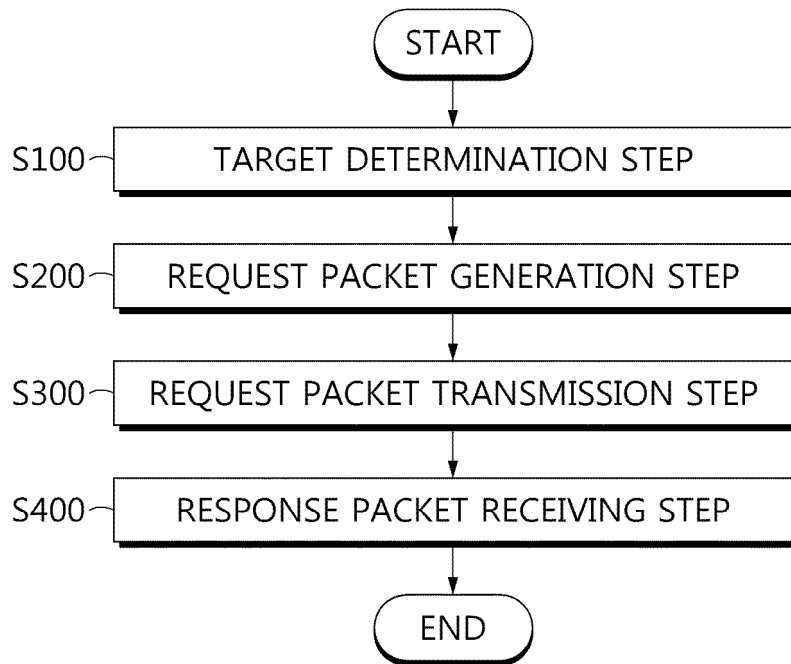 START
S100 TARGET DETERMINATION STEP
S200 REQUEST PACKET GENERATION STEP
S300 REQUEST PACKET TRANSMISSION STEP
S400 RESPONSE PACKET RECEIVING STEP
END